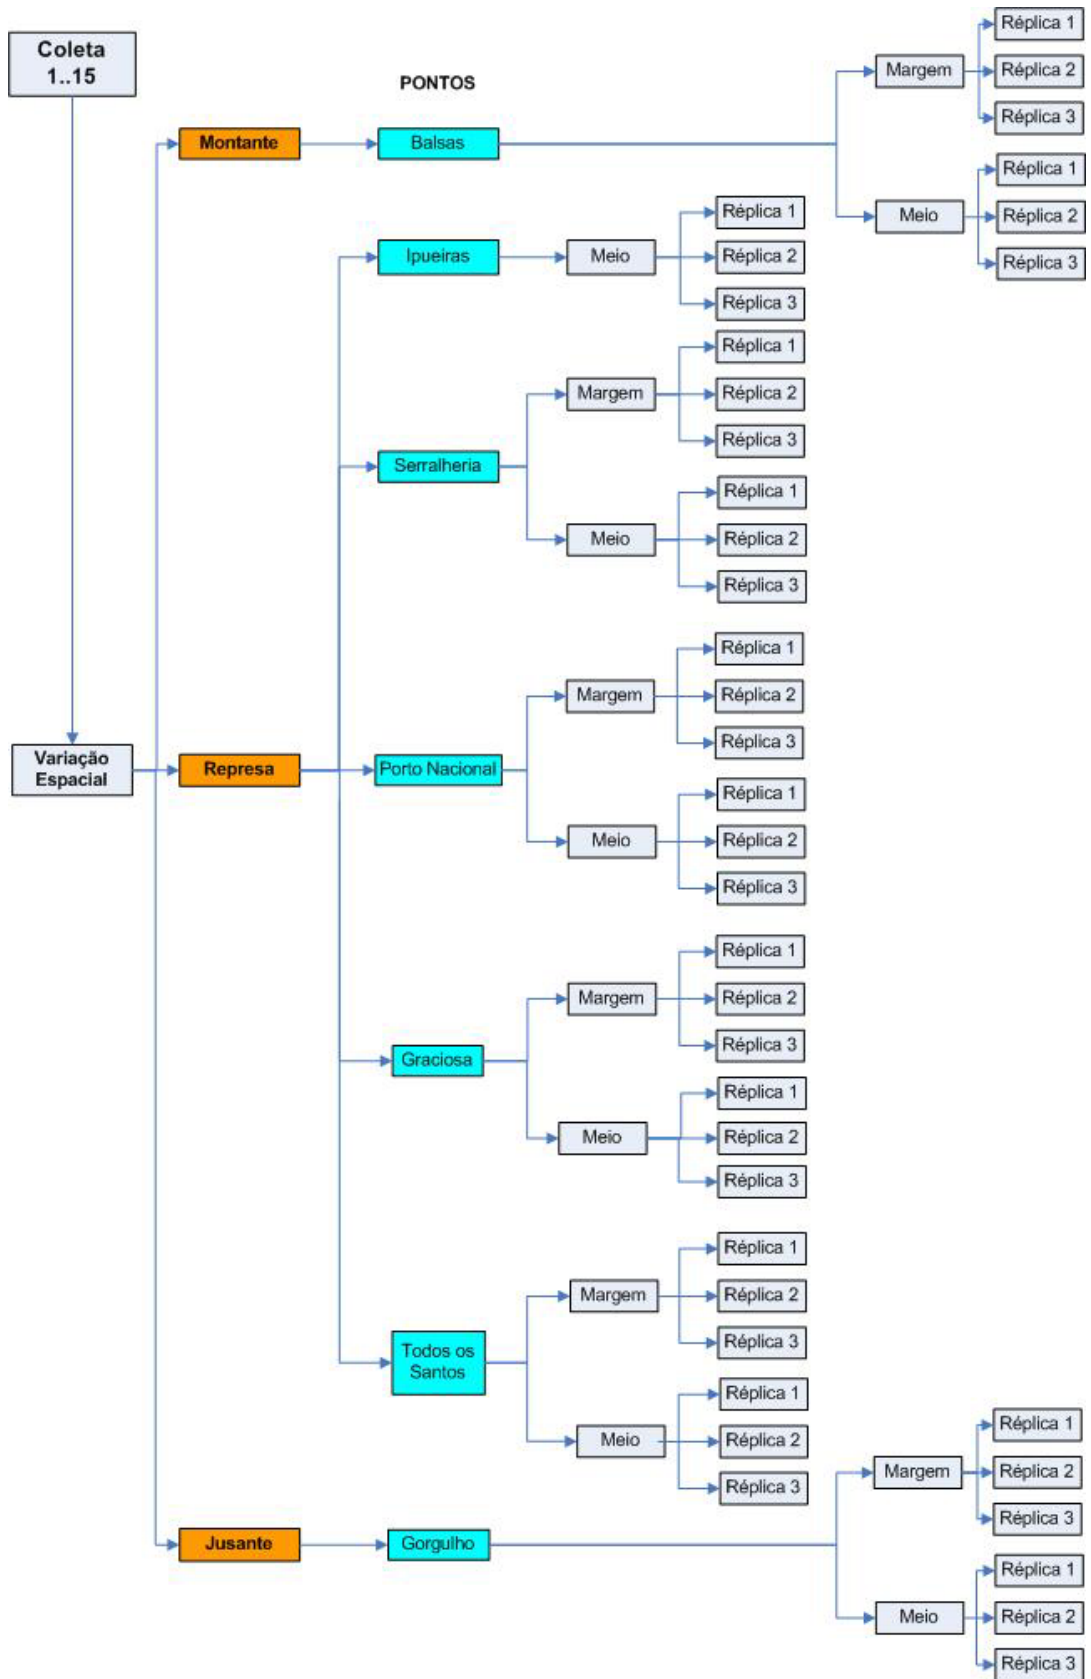 Coleta
1..15
PONTOS
Montante
Balsas
Margem
Réplica 1
Réplica 2
Réplica 3
Meio
Réplica 1
Réplica 2
Réplica 3
Variação
Espacial
Represa
Ipueiras
Meio
Réplica 1
Réplica 2
Réplica 3
Serralheria
Margem
Réplica 1
Réplica 2
Réplica 3
Meio
Réplica 1
Réplica 2
Réplica 3
Porto Nacional
Margem
Réplica 1
Réplica 2
Réplica 3
Meio
Réplica 1
Réplica 2
Réplica 3
Graciosa
Margem
Réplica 1
Réplica 2
Réplica 3
Meio
Réplica 1
Réplica 2
Réplica 3
Todos os
Santos
Margem
Réplica 1
Réplica 2
Réplica 3
Meio
Réplica 1
Réplica 2
Réplica 3
Jusante
Gorgulho
Margem
Réplica 1
Réplica 2
Réplica 3
Meio
Réplica 1
Réplica 2
Réplica 3